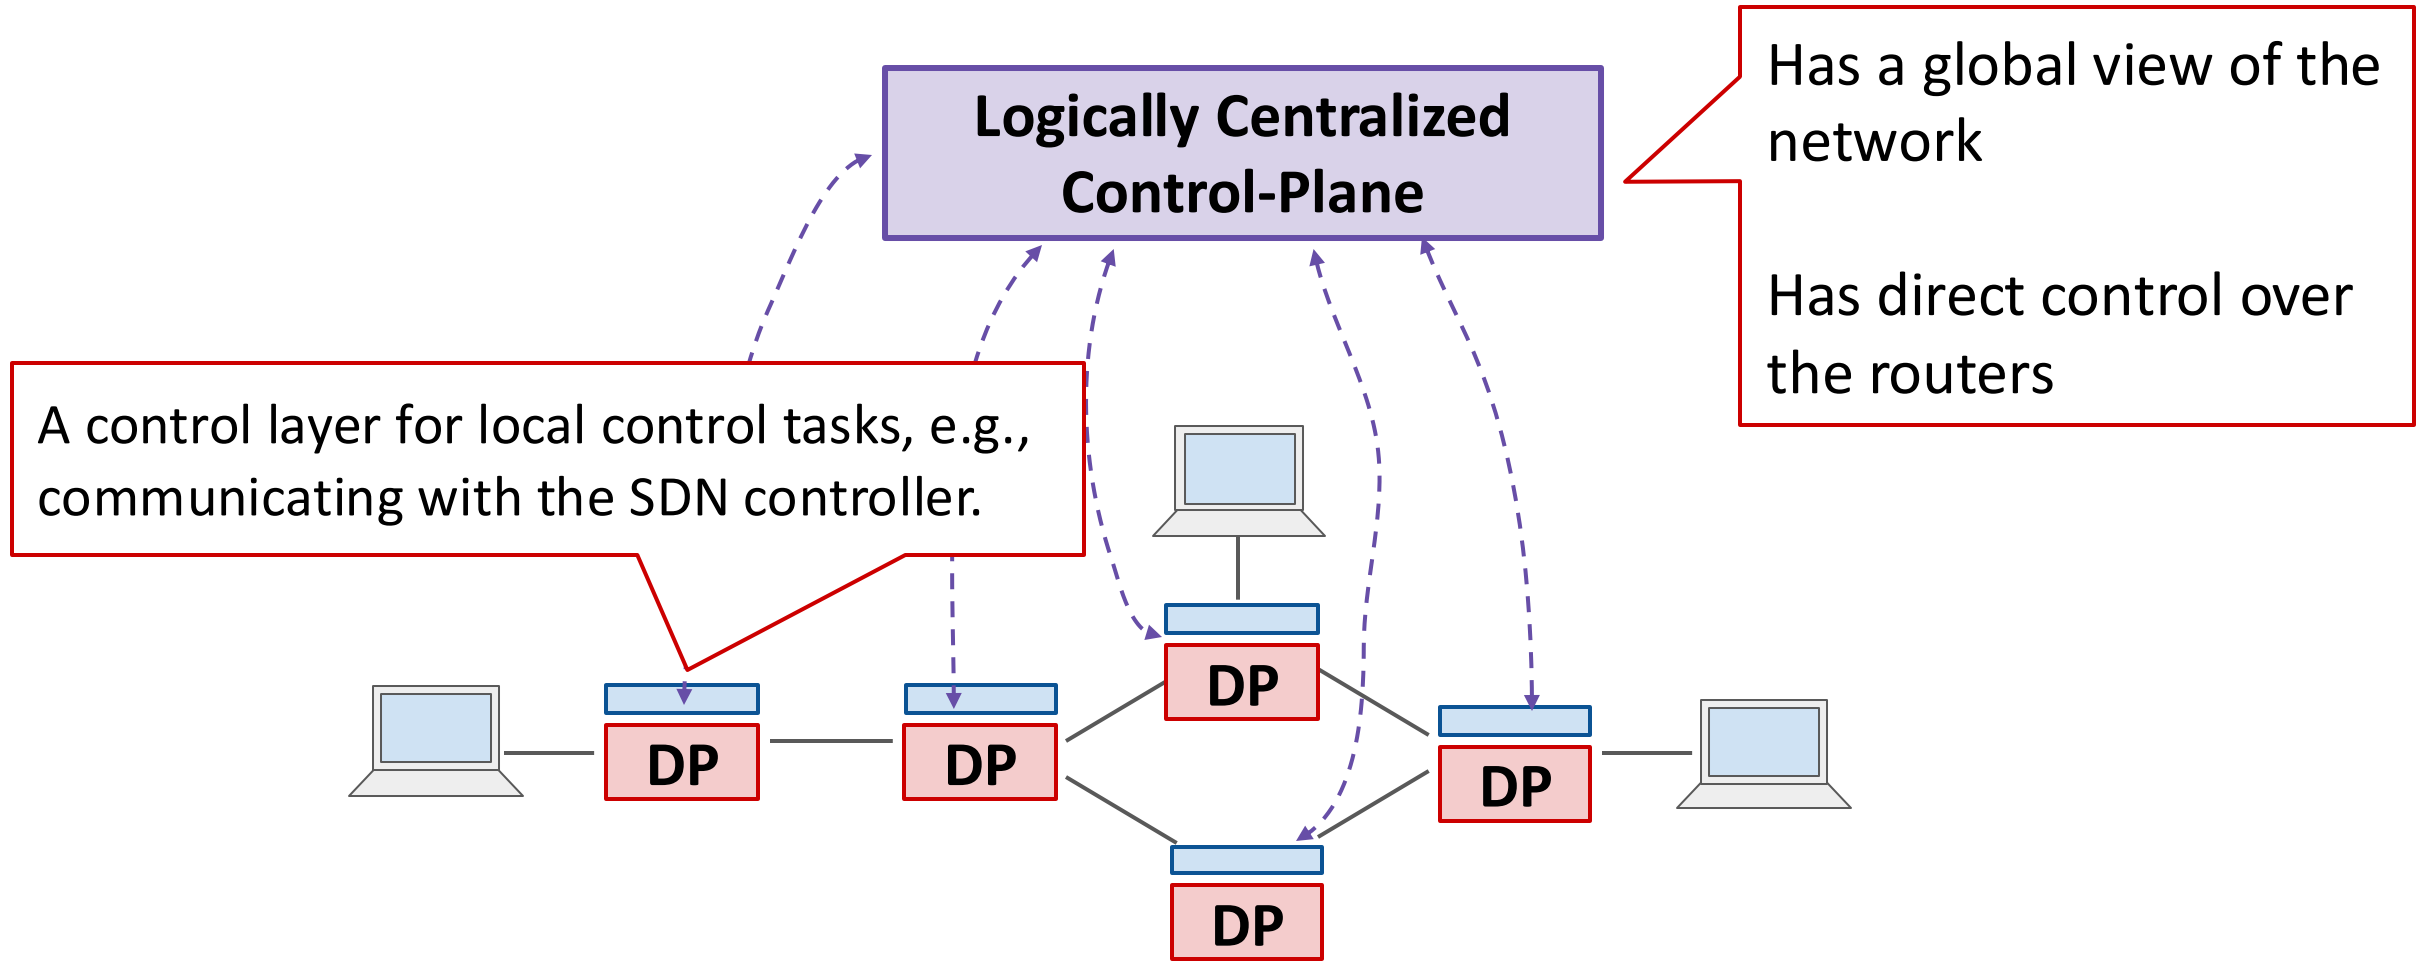 Logically Centralized
Control-Plane
Has a global view of the
network
Has direct control over
the routers
A control layer for local control tasks, e.g.,
communicating with the SDN controller.
DP
DP
DP
DP
DP